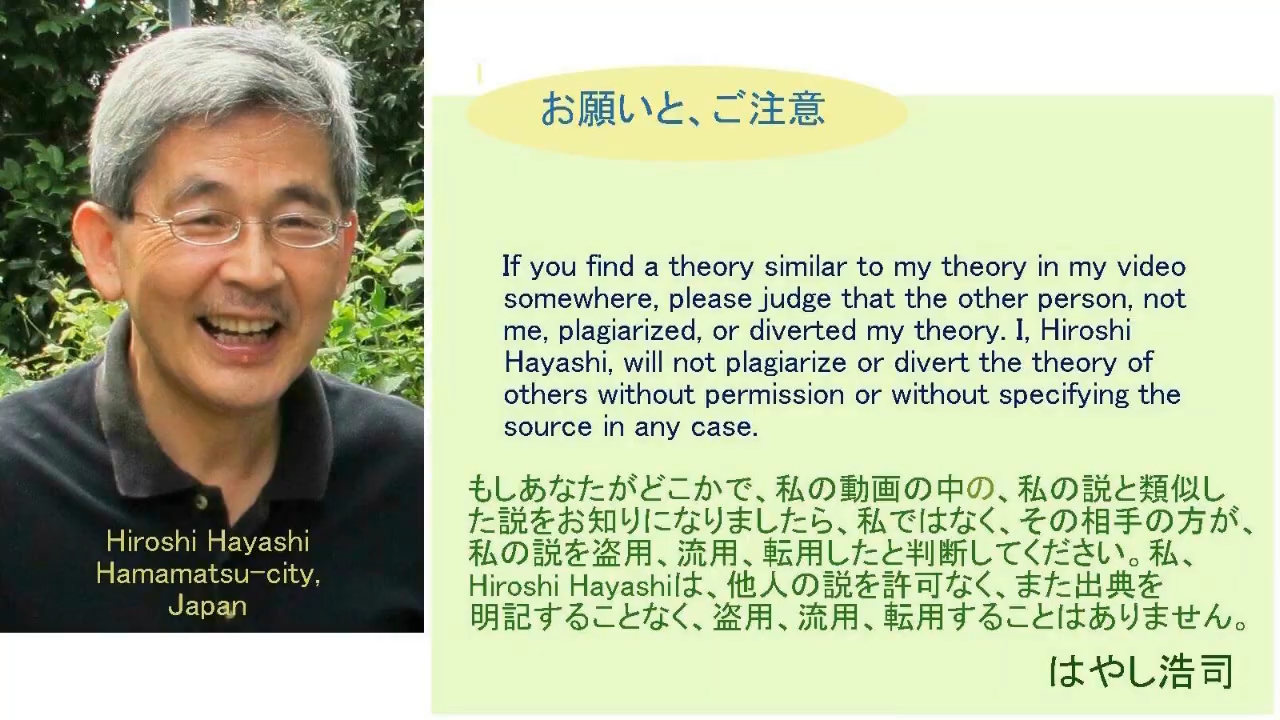 お願いと、ご注意
If you find a theory similar to my theory in my video
somewhere, please judge that the other person, not
me, plagiarized, or diverted my theory. I, Hiroshi
Hayashi, will not plagiarize or divert the theory of
others without permission or without specifying the
source in any case.
もしあなたがどこかで、私の動画の中の、私の説と類似し
た説をお知りになりましたら、私ではなく、その相手の方が、
私の説を盗用、流用、転用したと判断してください。私、
Hiroshi Hayashiは、他人の説を許可なく、また出典を
明記することなく、盗用、流用、転用することはありません。
はやし浩司
Hiroshi Hayashi
Hamamatsu-city,
Japan